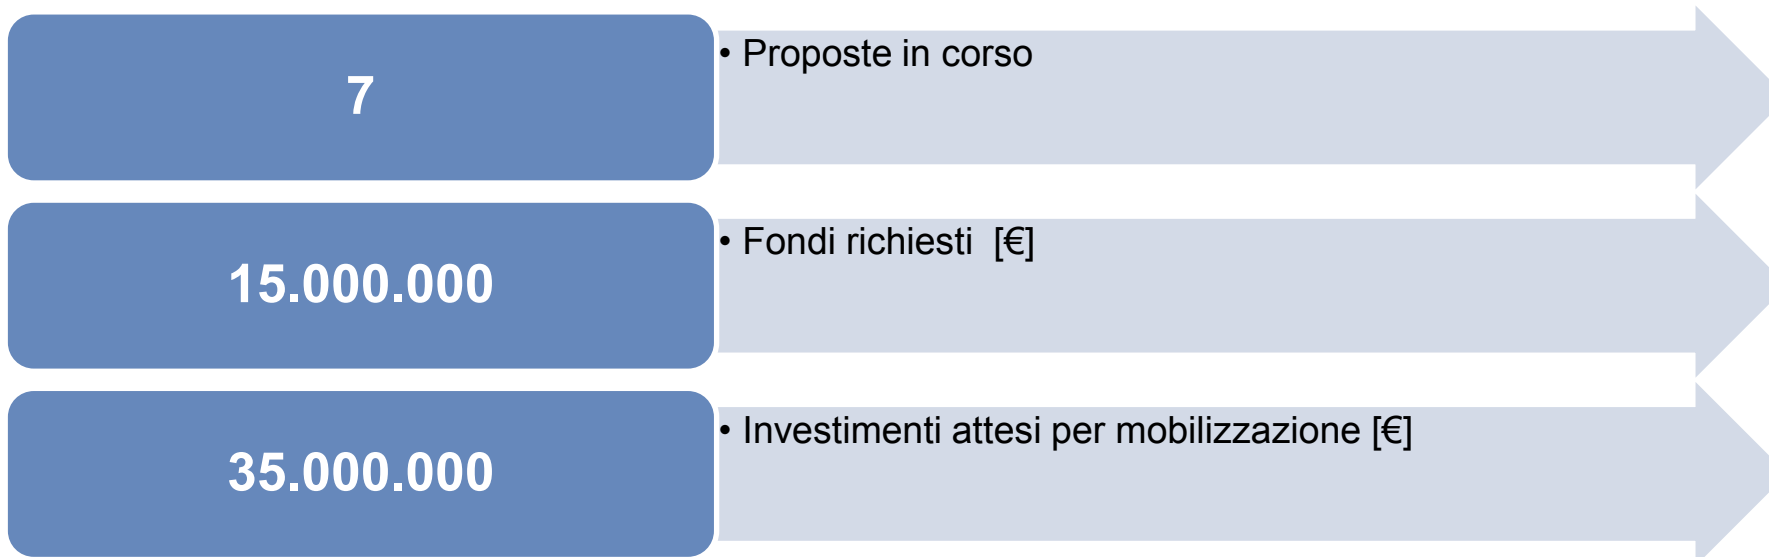 7
• Proposte in corso
15.000.000
• Fondi richiesti  [€]
35.000.000
• Investimenti attesi per mobilizzazione [€]